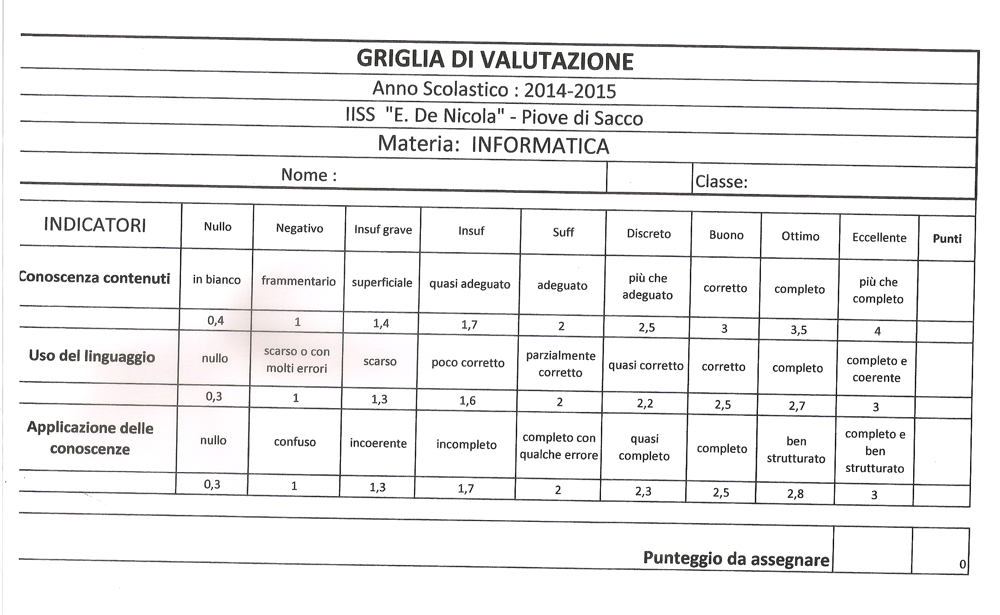 GRIGLIA DI VALUTAZIONE
Anno Scolastico : 2014-2015
IISS "E. De Nicola" - Piove di Sacco
Materia: INFORMATICA
Nome : Classe:
INDICATORI Nullo Negativo Insuf grave Insuf Suff Discreto Buono Ottimo Eccellente Punti
Conoscenza contenuti in bianco frammentario superficiale quasi adeguato adeguato più che adeguato corretto completo più che completo
0,4 1 1,4 1,7 2 2,5 3 3,5 4
Uso del linguaggio nullo scarso o con molti errori scarso poco corretto parzialmente corretto quasi corretto corretto completo completo e coerente
0,3 1 1,3 1,6 2 2,2 2,5 2,7 3
Applicazione delle conoscenze nullo confuso incoerente incompleto completo con qualche errore quasi completo completo ben strutturato completo e ben strutturato
0,3 1 1,3 1,7 2 2,3 2,5 2,8 3
Punteggio da assegnare 0